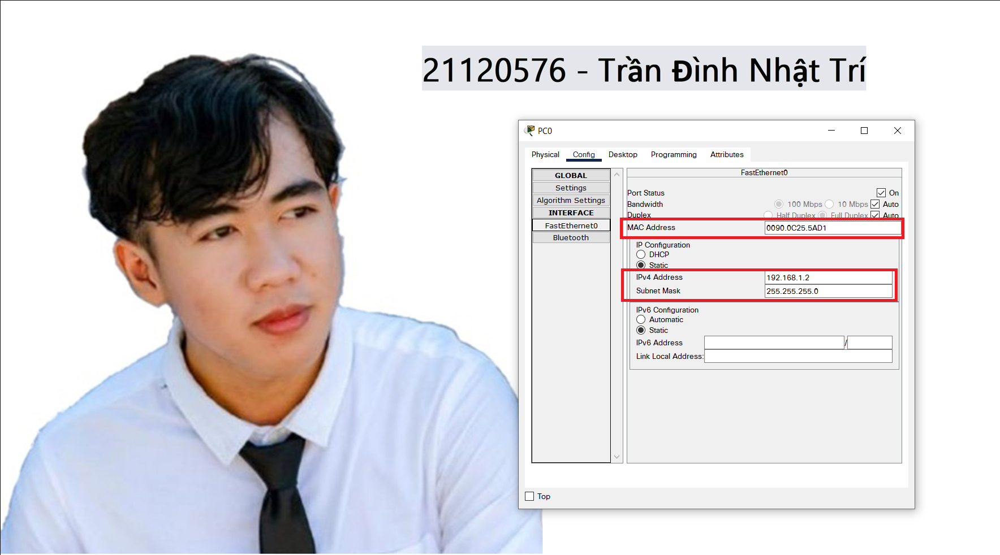 21120576 - Trần Đình Nhật Trí
PC0
Physical Config Desktop Programming Attributes
GLOBAL
Settings
Algorithm Settings
INTERFACE
FastEthernet0
Bluetooth
FastEthernet0
Port Status On
Bandwidth 100 Mbps 10 Mbps Auto
Duplex Half Duplex Full Duplex Auto
MAC Address 0090.0C25.5AD1
IP Configuration
DHCP
Static
IPv4 Address 192.168.1.2
Subnet Mask 255.255.255.0
IPv6 Configuration
Automatic
Static
IPv6 Address /
Link Local Address:
Top